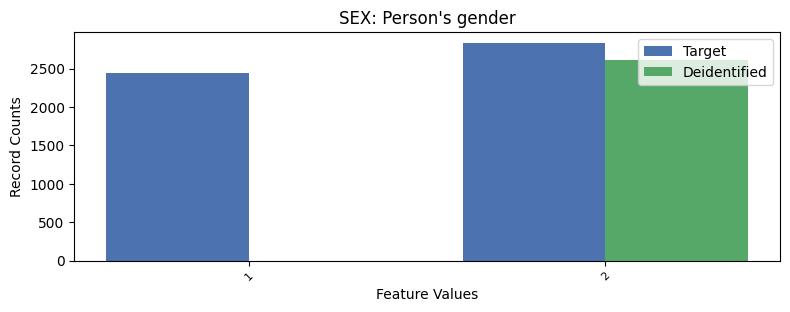 SEX: Person's gender
Target
Deidentified
Record Counts
2500
2000
1500
1000
500
0
1
2
Feature Values